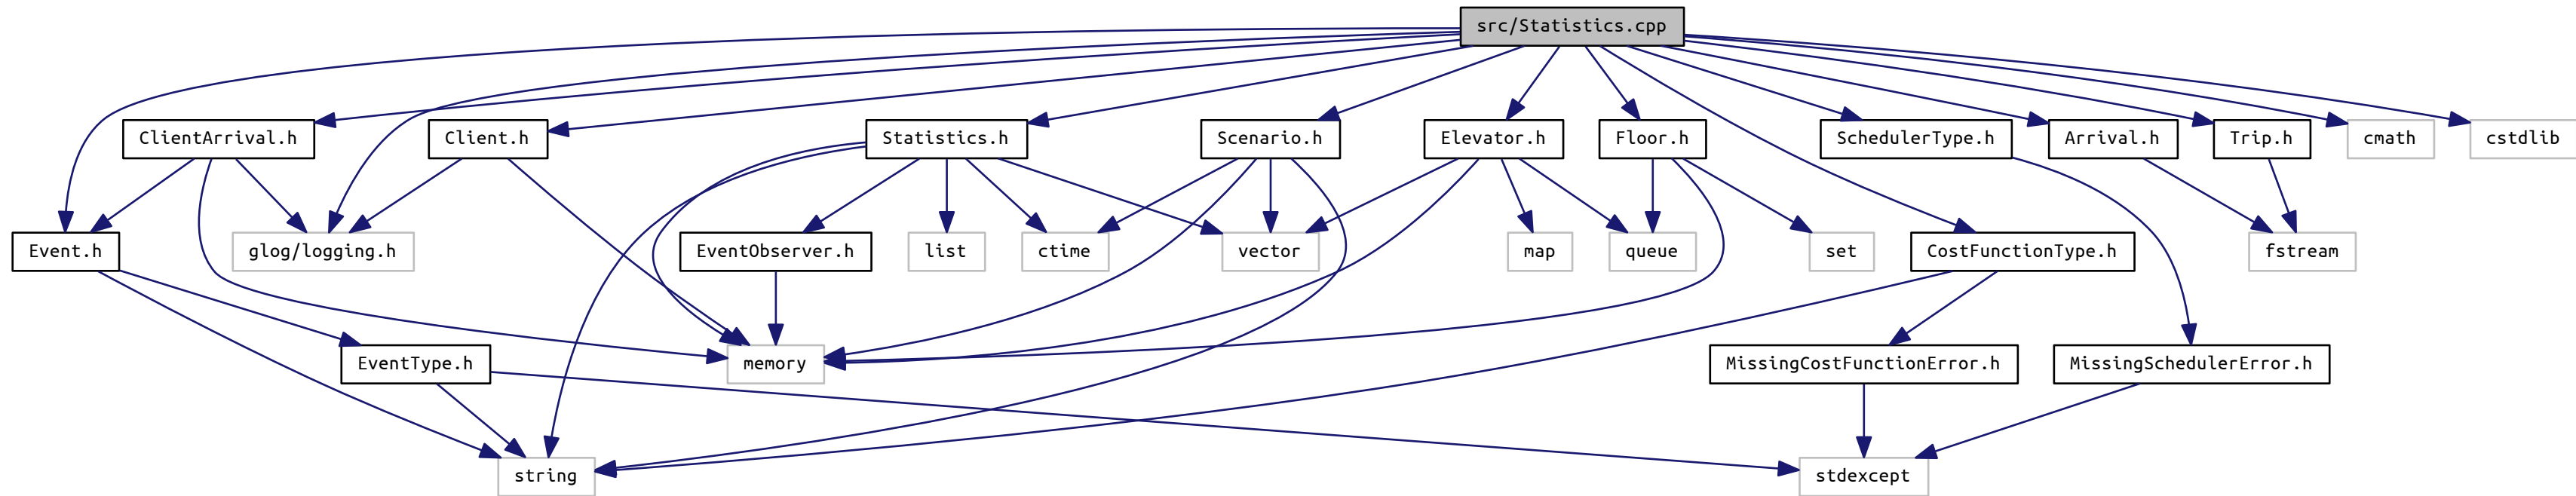 src/Statistics.cpp
ClientArrival.h
Client.h
Statistics.h
Scenario.h
Elevator.h
Floor.h
SchedulerType.h
Arrival.h
Trip.h
cmath
cstdlib
Event.h
glog/logging.h
EventObserver.h
list
ctime
vector
map
queue
set
CostFunctionType.h
fstream
EventType.h
memory
MissingCostFunctionError.h
MissingSchedulerError.h
string
stdexcept